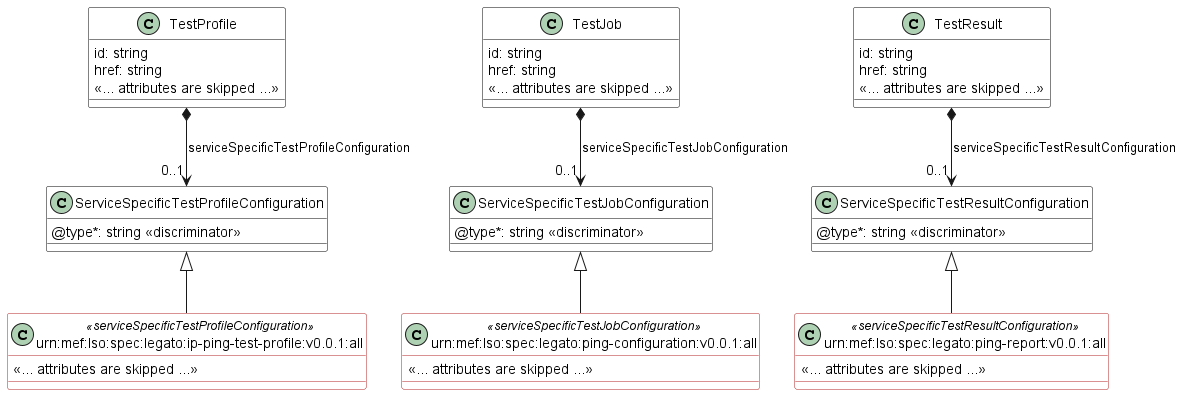 C TestProfile
id: string
href: string
«... attributes are skipped ...»
serviceSpecificTestProfileConfiguration
0..1
C ServiceSpecificTestProfileConfiguration
@type*: string «discriminator»
C «serviceSpecificTestProfileConfiguration»
urn:mef:lso:spec:legato:ip-ping-test-profile:v0.0.1:all
«... attributes are skipped ...»
C TestJob
id: string
href: string
«... attributes are skipped ...»
serviceSpecificTestJobConfiguration
0..1
C ServiceSpecificTestJobConfiguration
@type*: string «discriminator»
C «serviceSpecificTestJobConfiguration»
urn:mef:lso:spec:legato:ping-configuration:v0.0.1:all
«... attributes are skipped ...»
C TestResult
id: string
href: string
«... attributes are skipped ...»
serviceSpecificTestResultConfiguration
0..1
C ServiceSpecificTestResultConfiguration
@type*: string «discriminator»
C «serviceSpecificTestResultConfiguration»
urn:mef:lso:spec:legato:ping-report:v0.0.1:all
«... attributes are skipped ...»